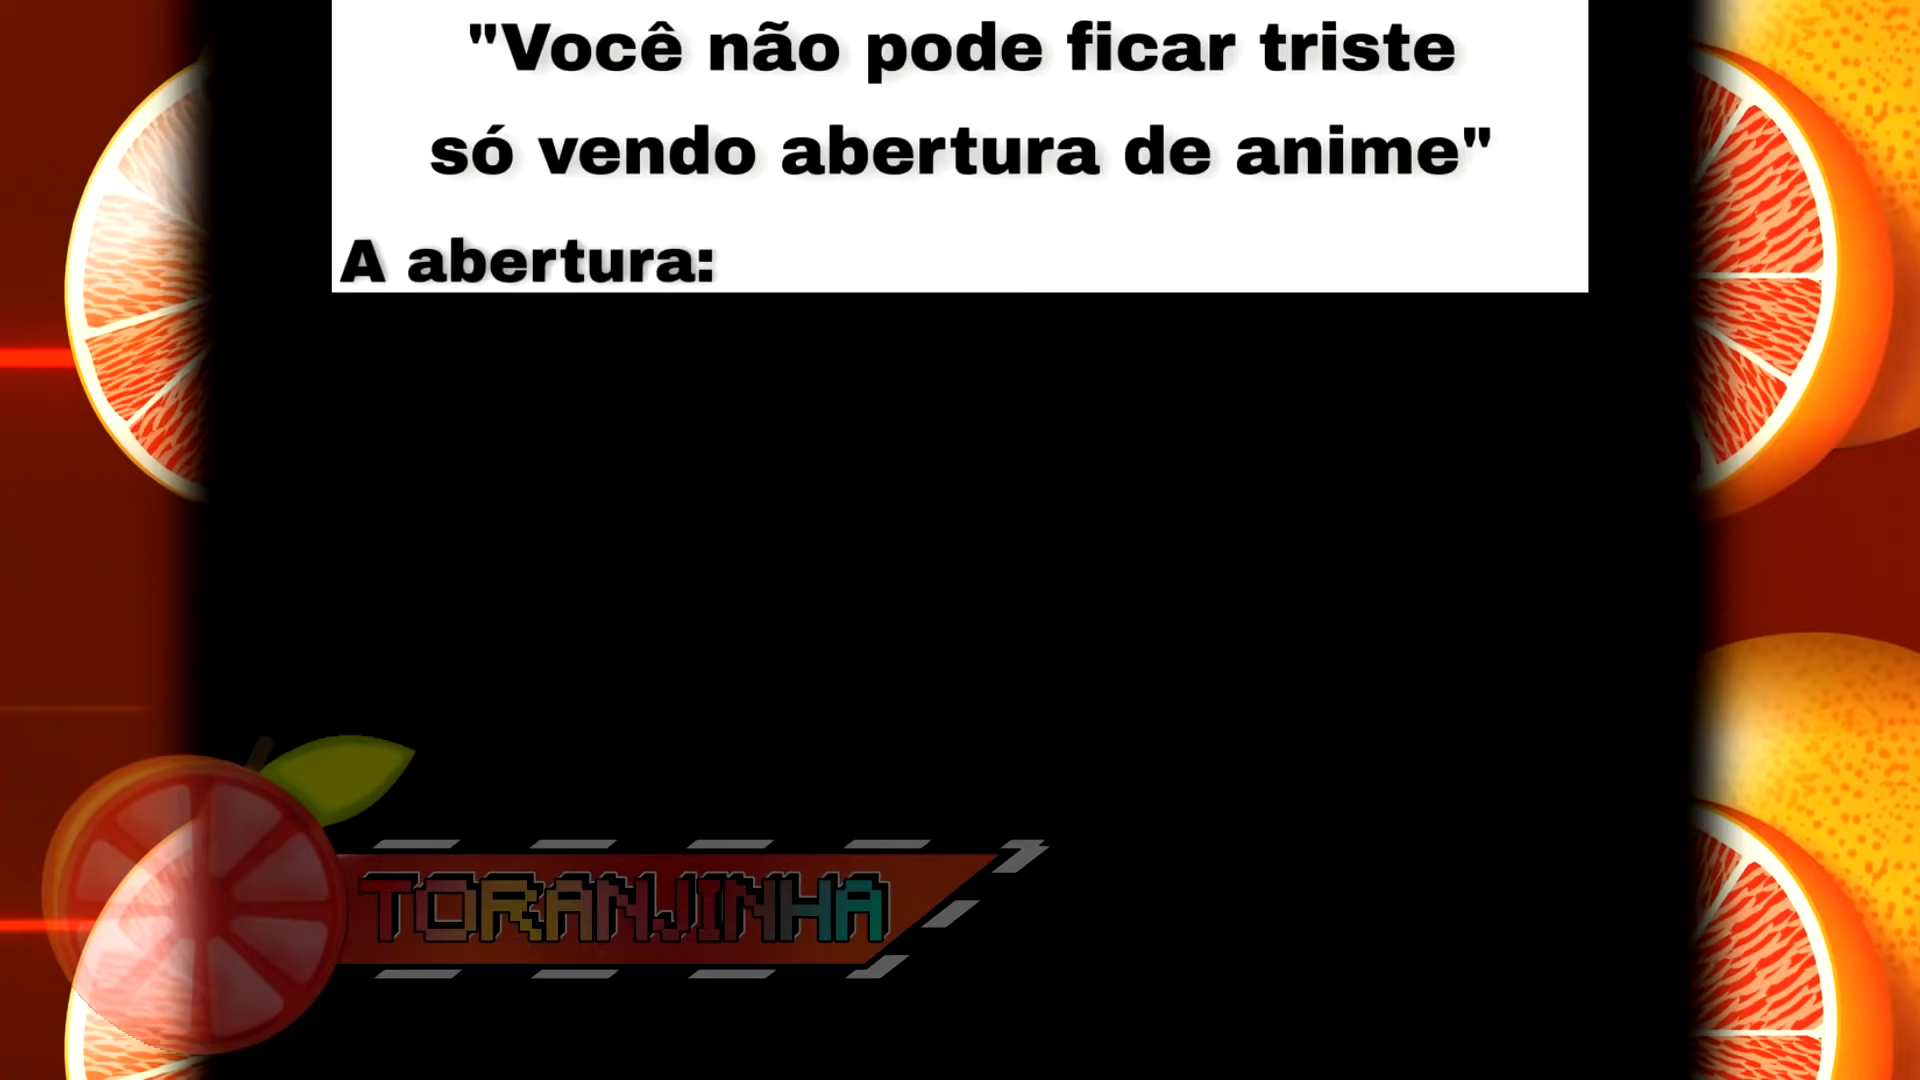 "Você não pode ficar triste
só vendo abertura de anime"
A abertura:
TORANJINHA